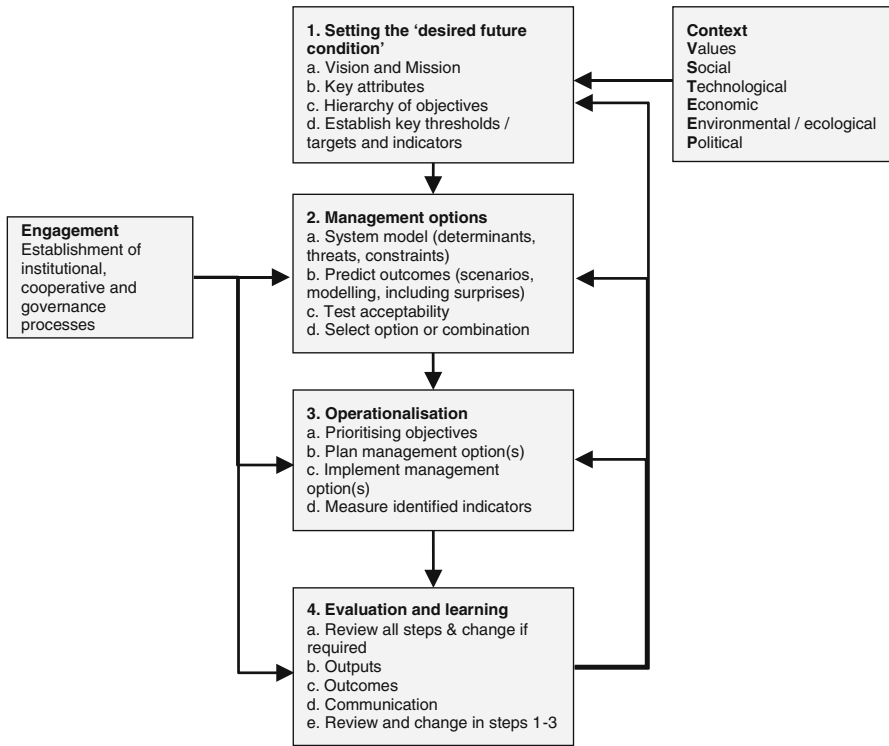 1. Setting the ‘desired future
condition’
a. Vision and Mission
b. Key attributes
c. Hierarchy of objectives
d. Establish key thresholds /
targets and indicators
Context
Values
Social
Technological
Economic
Environmental / ecological
Political
Engagement
Establishment of
institutional,
cooperative and
governance
processes
2. Management options
a. System model (determinants,
threats, constraints)
b. Predict outcomes (scenarios,
modelling, including surprises)
c. Test acceptability
d. Select option or combination
3. Operationalisation
a. Prioritising objectives
b. Plan management option(s)
c. Implement management
option(s)
d. Measure identified indicators
4. Evaluation and learning
a. Review all steps & change if
required
b. Outputs
c. Outcomes
d. Communication
e. Review and change in steps 1-3